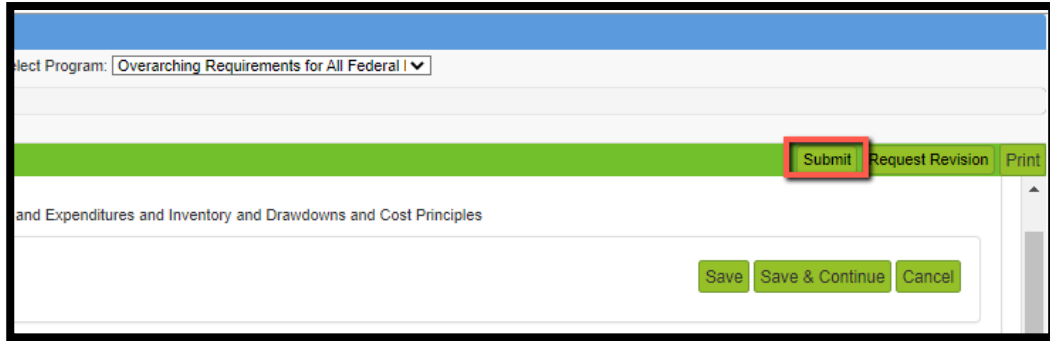 elect Program: Overarching Requirements for All Federal
Submit Request Revision Print
and Expenditures and Inventory and Drawdowns and Cost Principles
Save Save & Continue Cancel